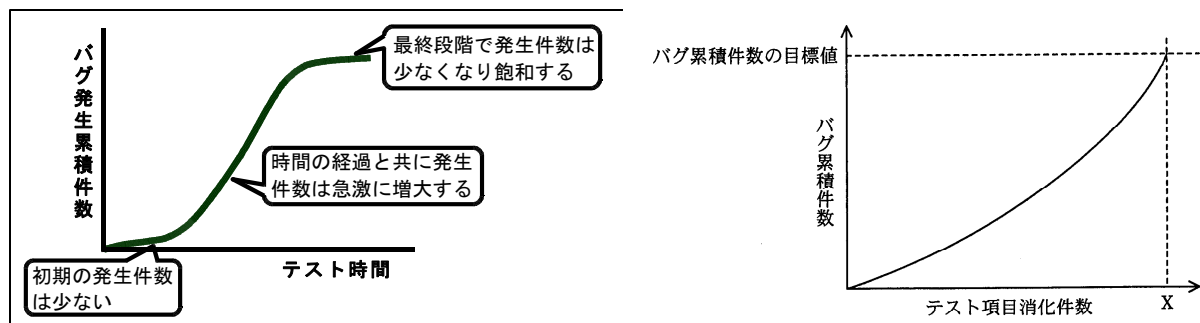 バグ発生累積件数
最終段階で発生件数は
少なくなり飽和する
時間の経過と共に発生
件数は急激に増大する
初期の発生件数
は少ない
テスト時間
バグ累積件数の目標値
バグ累積件数
テスト項目消化件数
X